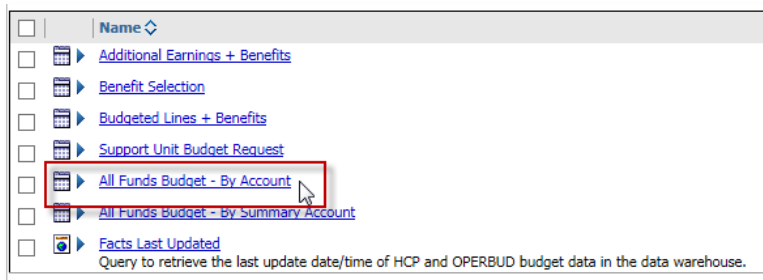 Name
Additional Earnings + Benefits
Benefit Selection
Budgeted Lines + Benefits
Support Unit Budget Request
All Funds Budget - By Account
All Funds Budget - By Summary Account
Facts Last Updated
Query to retrieve the last update date/time of HCP and OPERBUD budget data in the data warehouse.